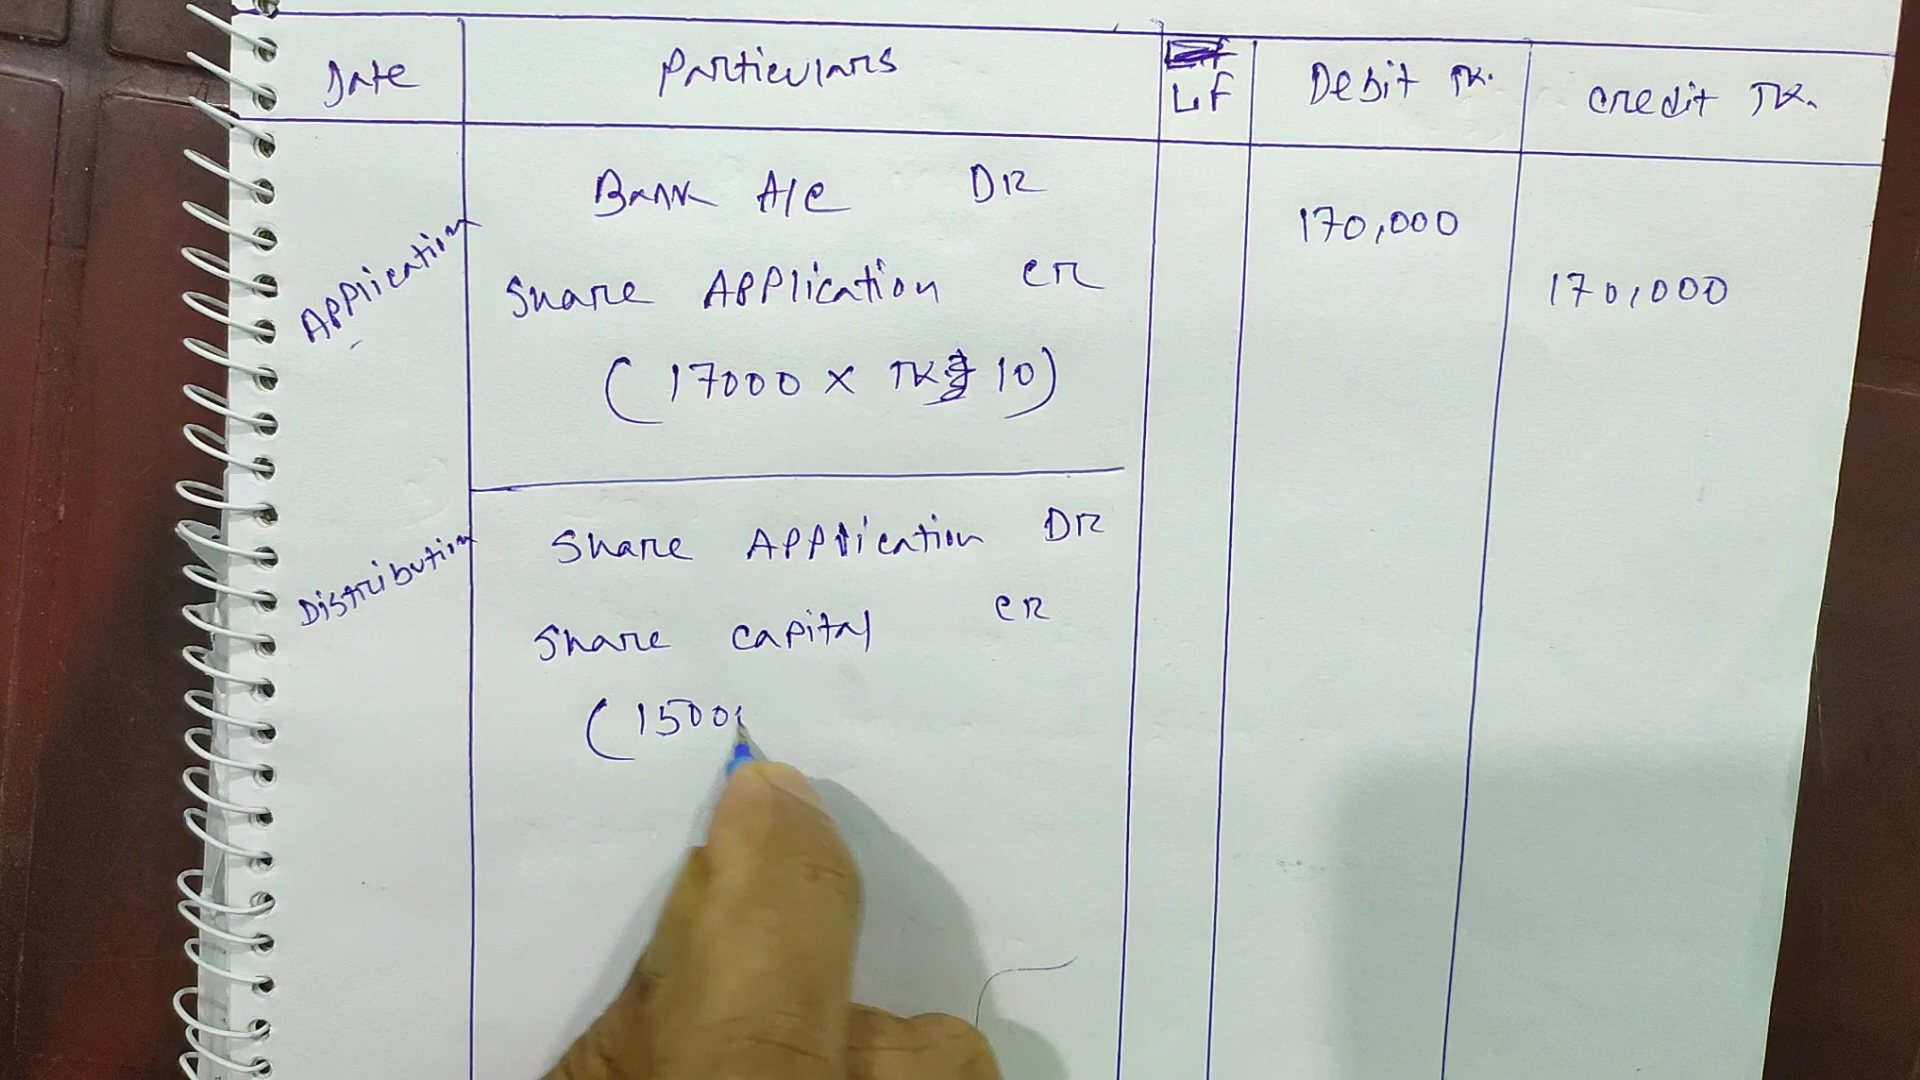 Date Particulars LF Debit TK. Credit TK.
Application
Bank A/C DR 170,000
Share Application CR 170,000
(17000 x TK 10)
Distribution
Share Application DR
Share Capital CR
(1500